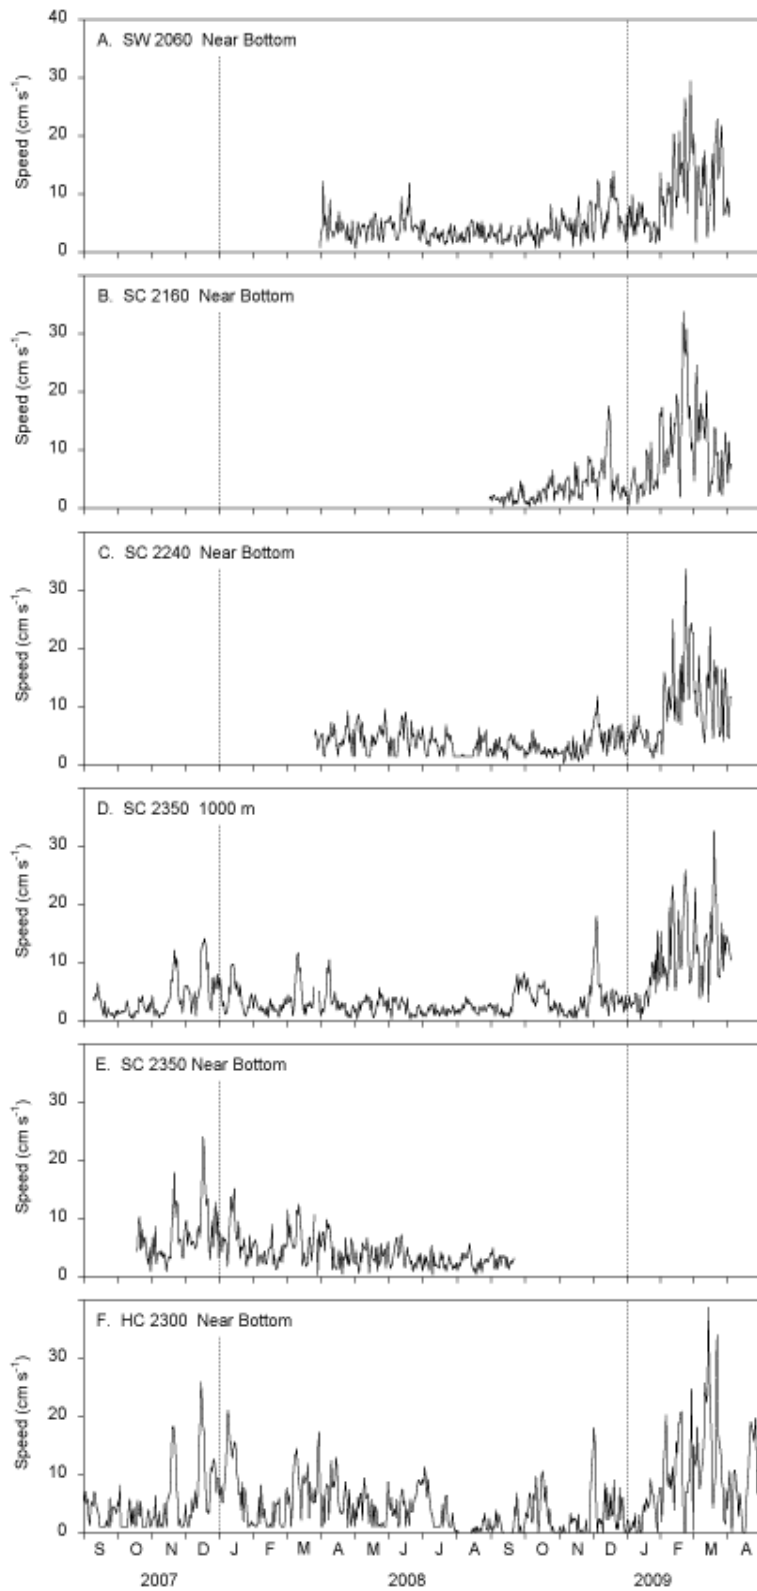 40
A. SW 2060 Near Bottom
30
20
10
0
Speed (cm s⁻¹)
B. SC 2160 Near Bottom
30
20
10
0
Speed (cm s⁻¹)
C. SC 2240 Near Bottom
30
20
10
0
Speed (cm s⁻¹)
D. SC 2350 1000 m
30
20
10
0
Speed (cm s⁻¹)
E. SC 2350 Near Bottom
30
20
10
0
Speed (cm s⁻¹)
F. HC 2300 Near Bottom
30
20
10
0
Speed (cm s⁻¹)
S O N D J F M A M J J A S O N D J F M A
2007 2008 2009